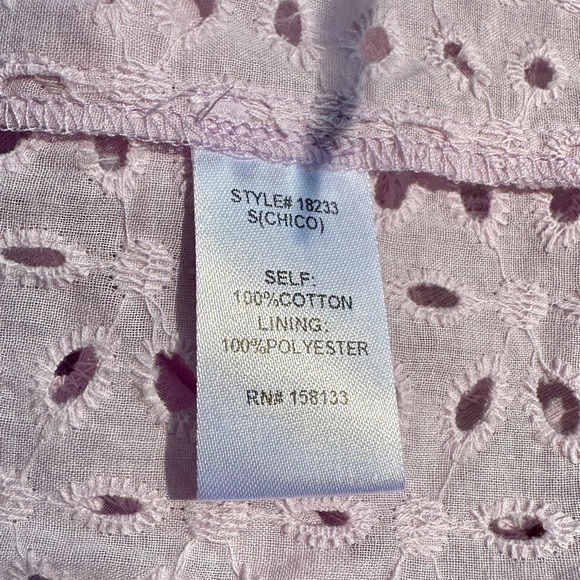 STYLE# 18233
S(CHICO)
SELF:
100%COTTON
LINING:
100%POLYESTER
RN# 158133